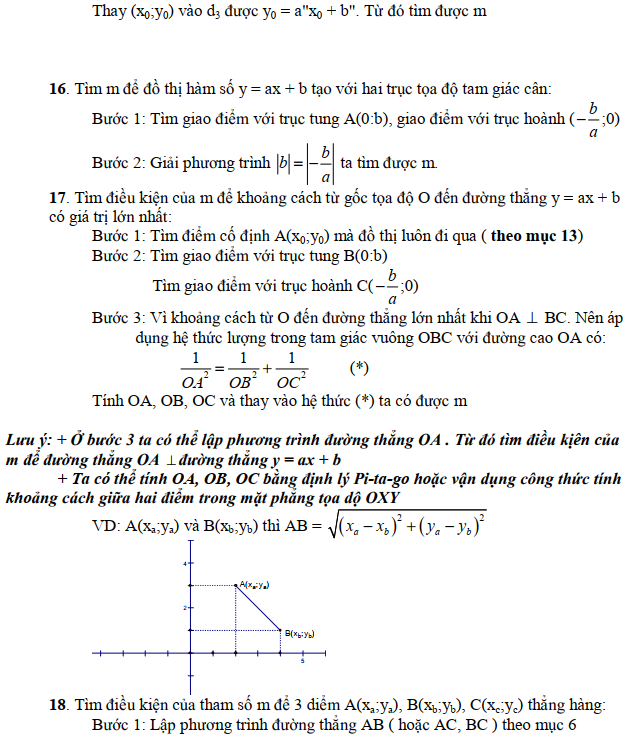 Thay (x₀;y₀) vào d₃ được y₀ = a"x₀ + b". Từ đó tìm được m
16. Tìm m để đồ thị hàm số y = ax + b tạo với hai trục tọa độ tam giác cân:
Bước 1: Tìm giao điểm với trục tung A(0:b), giao điểm với trục hoành (−b/a;0)
Bước 2: Giải phương trình |b| = |−b/a| ta tìm được m.
17. Tìm điều kiện của m để khoảng cách từ gốc tọa độ O đến đường thẳng y = ax + b
có giá trị lớn nhất:
Bước 1: Tìm điểm cố định A(x₀;y₀) mà đồ thị luôn đi qua ( theo mục 13)
Bước 2: Tìm giao điểm với trục tung B(0:b)
Tìm giao điểm với trục hoành C(−b/a;0)
Bước 3: Vì khoảng cách từ O đến đường thẳng lớn nhất khi OA ⊥ BC. Nên áp
dụng hệ thức lượng trong tam giác vuông OBC với đường cao OA có:
1/OA² = 1/OB² + 1/OC² (*)
Tính OA, OB, OC và thay vào hệ thức (*) ta có được m
Lưu ý: + Ở bước 3 ta có thể lập phương trình đường thẳng OA . Từ đó tìm điều kiện của
m để đường thẳng OA ⊥ đường thẳng y = ax + b
+ Ta có thể tính OA, OB, OC bằng định lý Pi-ta-go hoặc vận dụng công thức tính
khoảng cách giữa hai điểm trong mặt phẳng tọa độ OXY
VD: A(xₐ;yₐ) và B(x_b;y_b) thì AB = √((xₐ − x_b)² + (yₐ − y_b)²)
4
A(xₐ;yₐ)
2
B(x_b;y_b)
5
18. Tìm điều kiện của tham số m để 3 diểm A(xₐ;yₐ), B(x_b;y_b), C(x_c;y_c) thẳng hàng:
Bước 1: Lập phương trình đường thẳng AB ( hoặc AC, BC ) theo mục 6